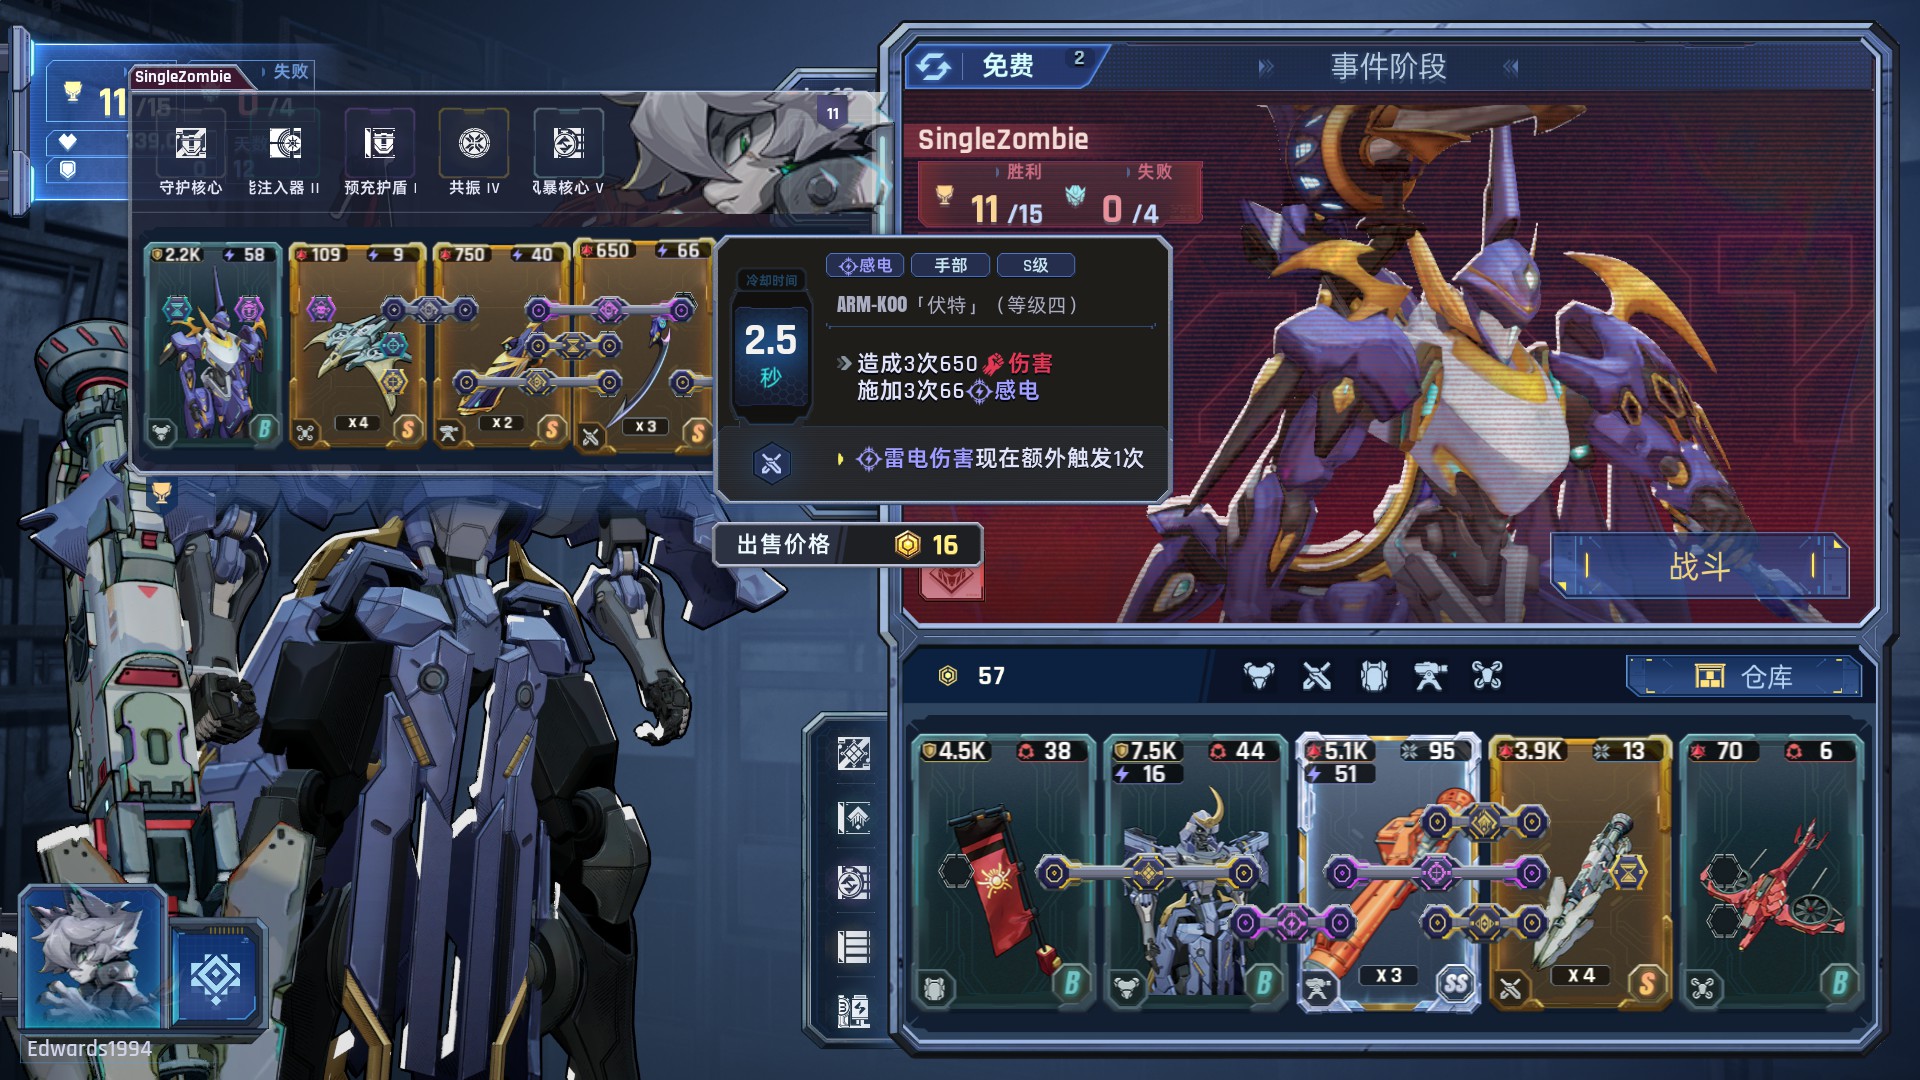 失败
11 /15 0 /4
SingleZombie
11
守护核心
能注入器 II
预充护盾 I
共振 IV
风暴核心 V
2.2K 58
B
109 9
x4
S
750 40
x2
S
650 66
x3
S
冷却时间
2.5
秒
感电 手部 S级
ARM-K00「伏特」（等级四）
造成3次650伤害
施加3次66感电
雷电伤害现在额外触发1次
出售价格 16
免费 2
事件阶段
SingleZombie
胜利 失败
11 /15 0 /4
战斗
57
仓库
4.5K 38
B
7.5K 44
16
B
5.1K 95
51
x3
SS
3.9K 13
x4
S
70 6
B
Edwards1994